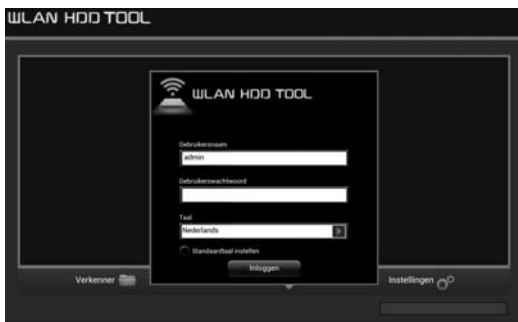 WLAN HDD TOOL
WLAN HDD TOOL
Gebruikersnaam
admin
Gebruikerswachtwoord
Taal
Nederlands
Standaardtaal instellen
Inloggen
Verkenner
Instellingen